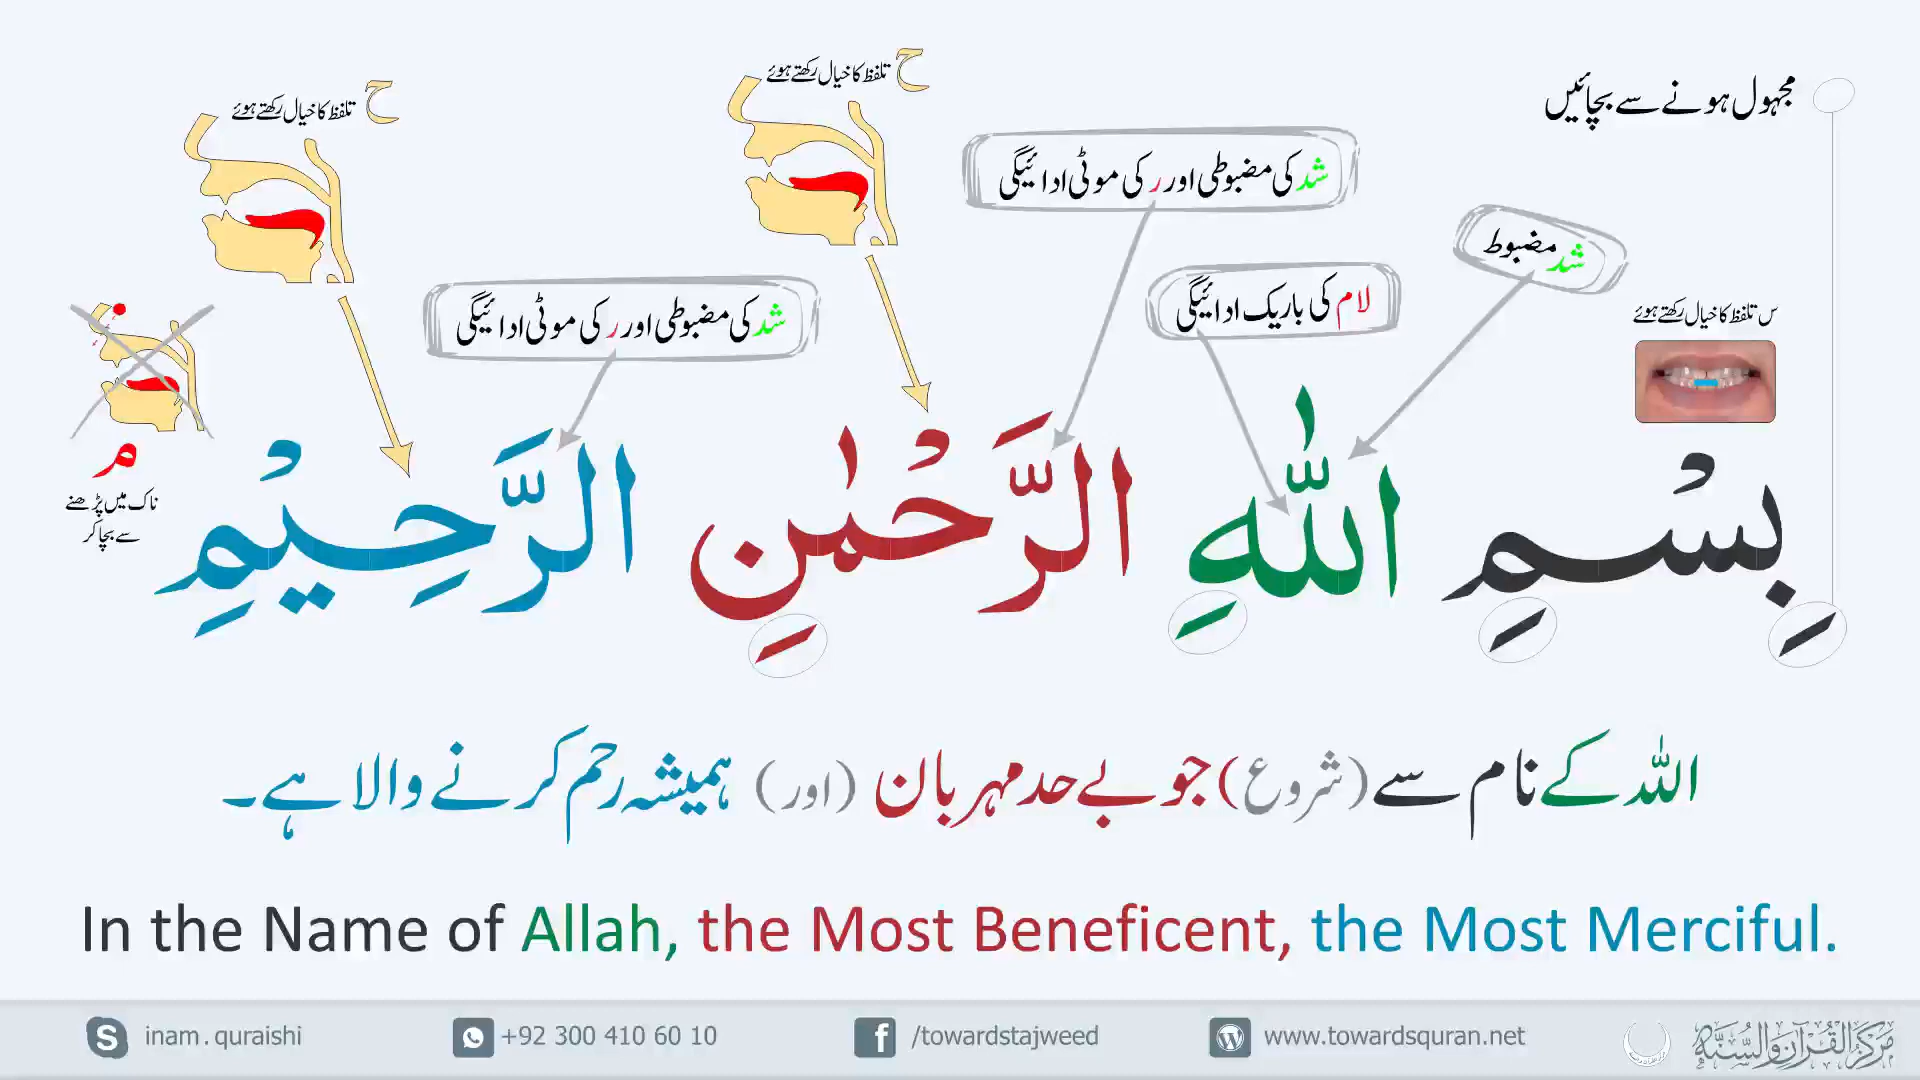 مجہول ہونے سے بچائیں
ح تلفظ کا خیال رکھتے ہوئے
ح تلفظ کا خیال رکھتے ہوئے
شد کی مضبوطی اور ر کی موٹی ادائیگی
شد مضبوط
لام کی باریک ادائیگی
شد کی مضبوطی اور ر کی موٹی ادائیگی
س تلفظ کا خیال رکھتے ہوئے
م
ناک میں پڑھنے
سے بچا کر
بِسْمِ اللّٰهِ الرَّحْمٰنِ الرَّحِيْمِ
اللہ کے نام سے (شروع) جو بے حد مہربان (اور) ہمیشہ رحم کرنے والا ہے۔
In the Name of Allah, the Most Beneficent, the Most Merciful.
inam.quraishi +92 300 410 60 10 /towardstajweed www.towardsquran.net مَرْكَزُ الْقُرْآنِ وَالسُّنَّة